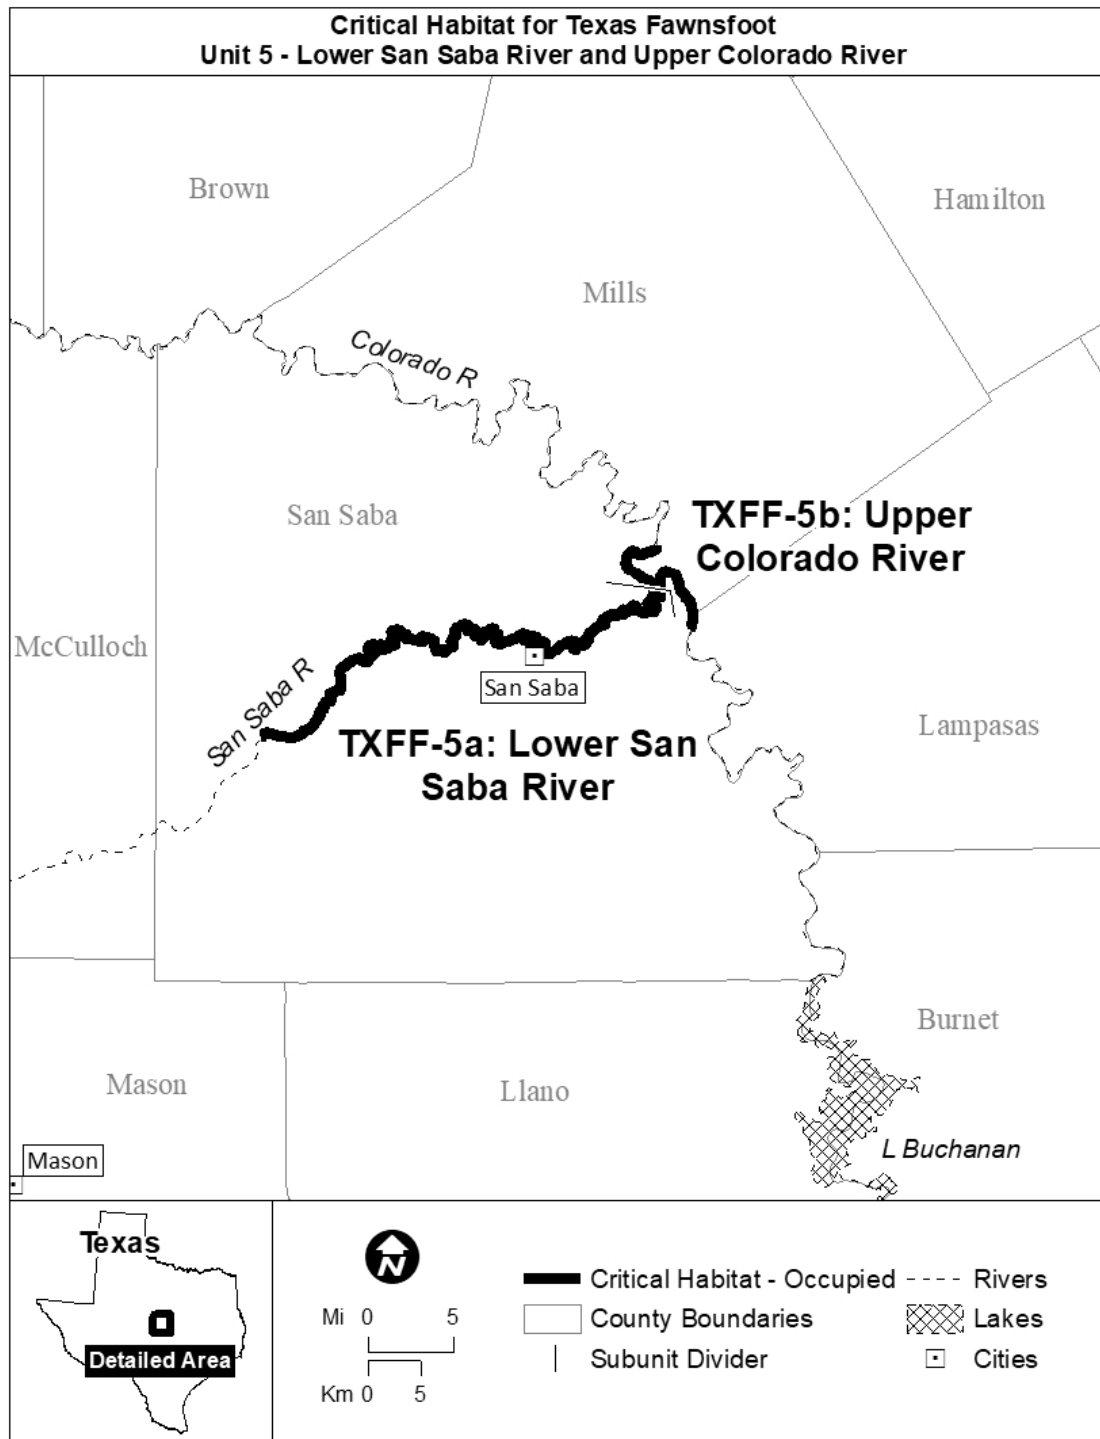 Critical Habitat for Texas Fawnsfoot
Unit 5 - Lower San Saba River and Upper Colorado River
Brown
Hamilton
Mills
Colorado R
San Saba
TXFF-5b: Upper
Colorado River
McCulloch
San Saba R
San Saba
TXFF-5a: Lower San
Saba River
Lampasas
Burnet
Mason
Llano
L Buchanan
Mason
Texas
Detailed Area
N
Mi 0 5
Km 0 5
Critical Habitat - Occupied
County Boundaries
Subunit Divider
Rivers
Lakes
Cities